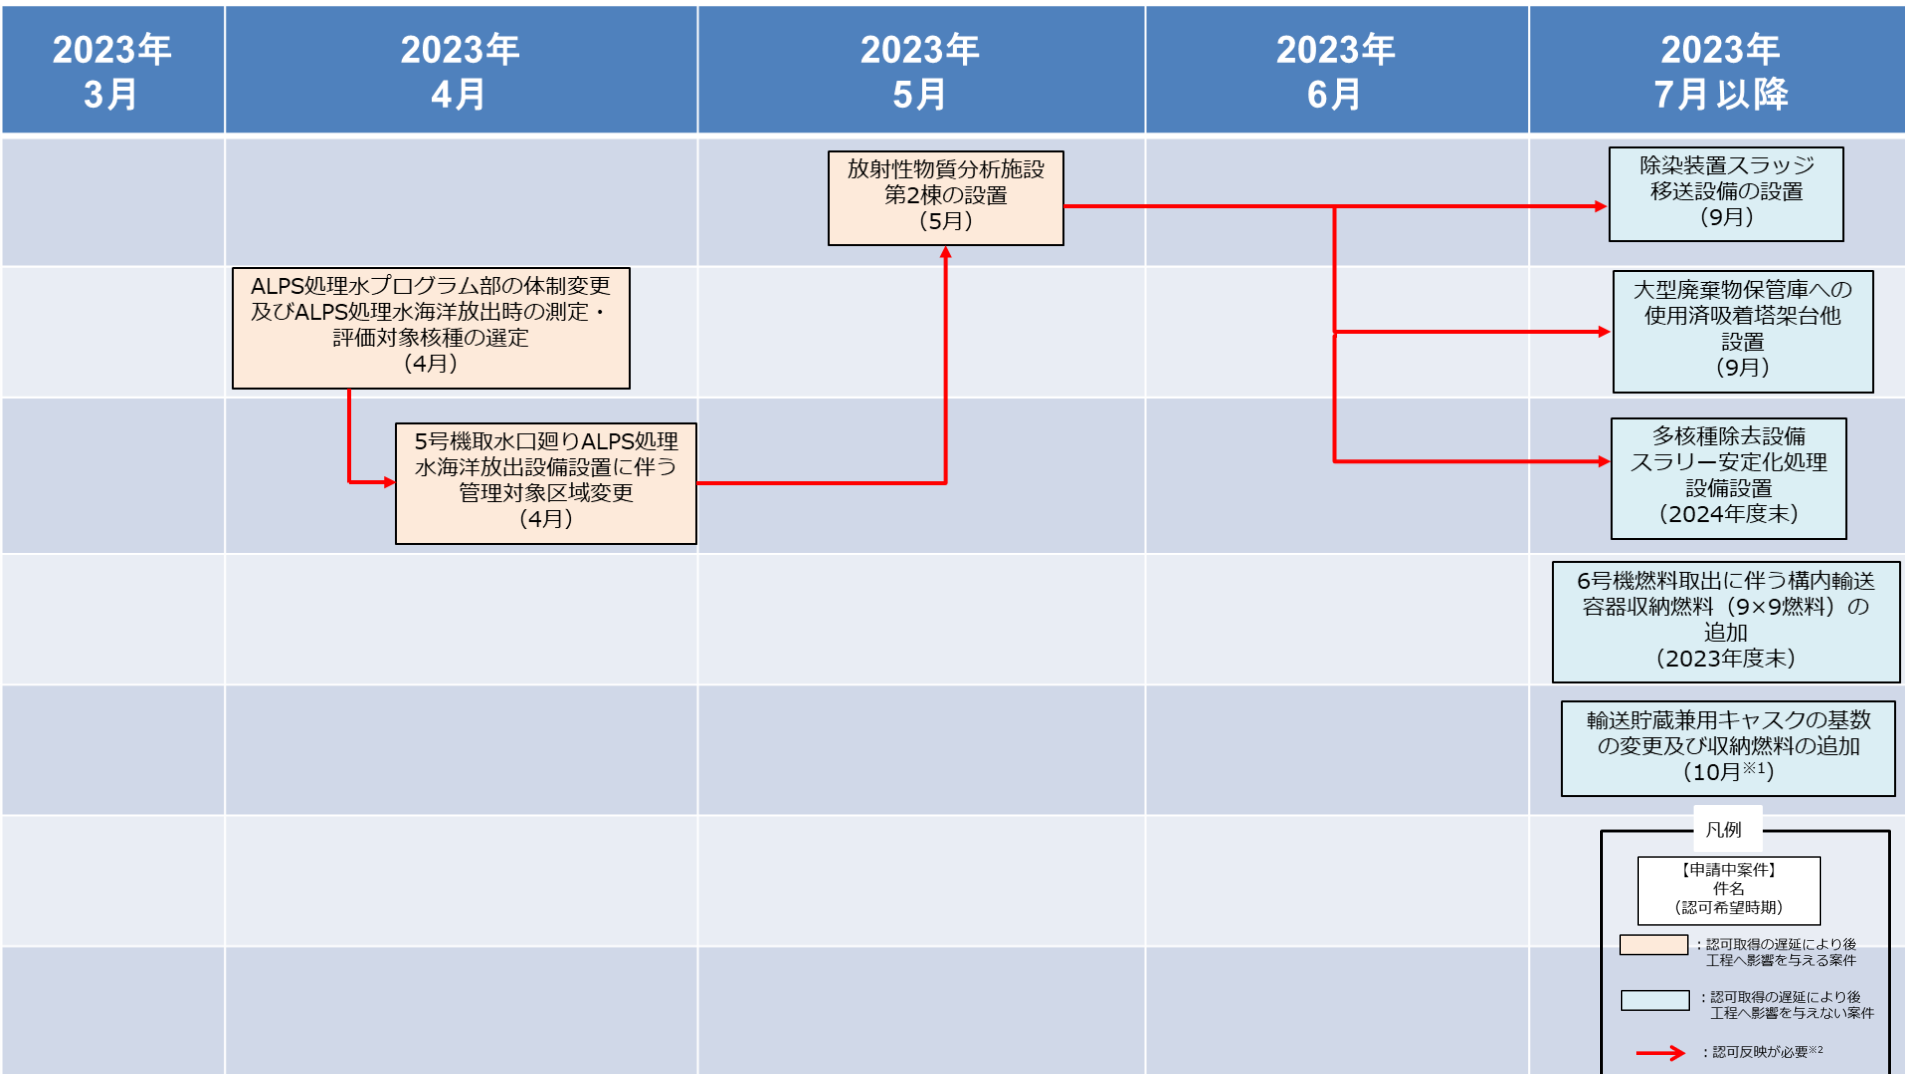 2023年
3月
2023年
4月
2023年
5月
2023年
6月
2023年
7月以降
放射性物質分析施設
第2棟の設置
（5月）
除染装置スラッジ
移送設備の設置
（9月）
ALPS処理水プログラム部の体制変更
及びALPS処理水海洋放出時の測定・
評価対象核種の選定
（4月）
大型廃棄物保管庫への
使用済吸着塔架台他
設置
（9月）
5号機取水口廻りALPS処理
水海洋放出設備設置に伴う
管理対象区域変更
（4月）
多核種除去設備
スラリー安定化処理
設備設置
（2024年度末）
6号機燃料取出に伴う構内輸送
容器収納燃料（9×9燃料）の
追加
（2023年度末）
輸送貯蔵兼用キャスクの基数
の変更及び収納燃料の追加
（10月※1）
凡例
【申請中案件】
件名
（認可希望時期）
：認可取得の遅延により後
工程へ影響を与える案件
：認可取得の遅延により後
工程へ影響を与えない案件
：認可反映が必要※2